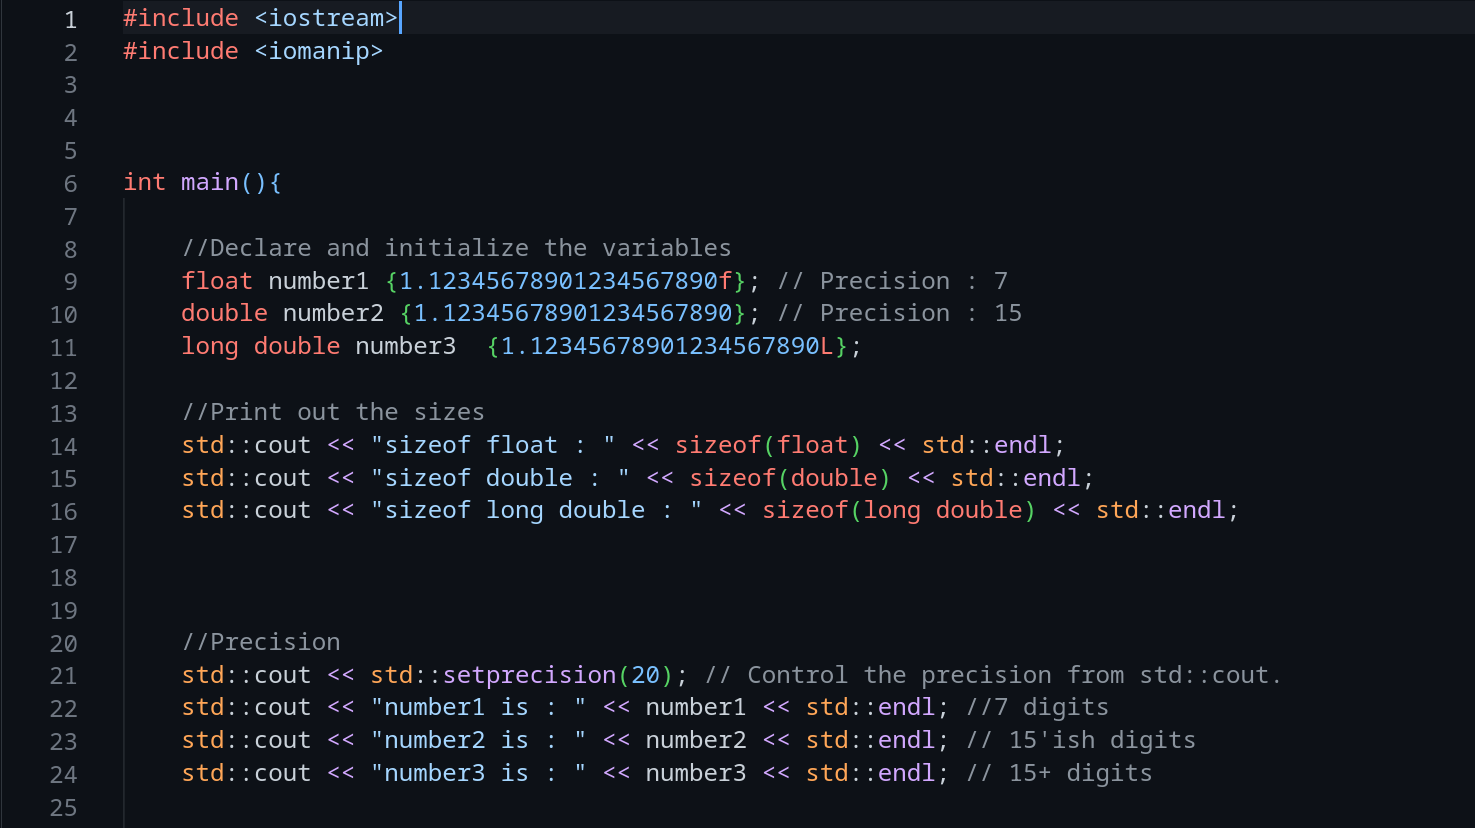 1 #include <iostream>
2 #include <iomanip>
3
4
5
6 int main(){
7
8     //Declare and initialize the variables
9     float number1 {1.12345678901234567890f}; // Precision : 7
10     double number2 {1.12345678901234567890}; // Precision : 15
11     long double number3  {1.12345678901234567890L};
12
13     //Print out the sizes
14     std::cout << "sizeof float : " << sizeof(float) << std::endl;
15     std::cout << "sizeof double : " << sizeof(double) << std::endl;
16     std::cout << "sizeof long double : " << sizeof(long double) << std::endl;
17
18
19
20     //Precision
21     std::cout << std::setprecision(20); // Control the precision from std::cout.
22     std::cout << "number1 is : " << number1 << std::endl; //7 digits
23     std::cout << "number2 is : " << number2 << std::endl; // 15'ish digits
24     std::cout << "number3 is : " << number3 << std::endl; // 15+ digits
25